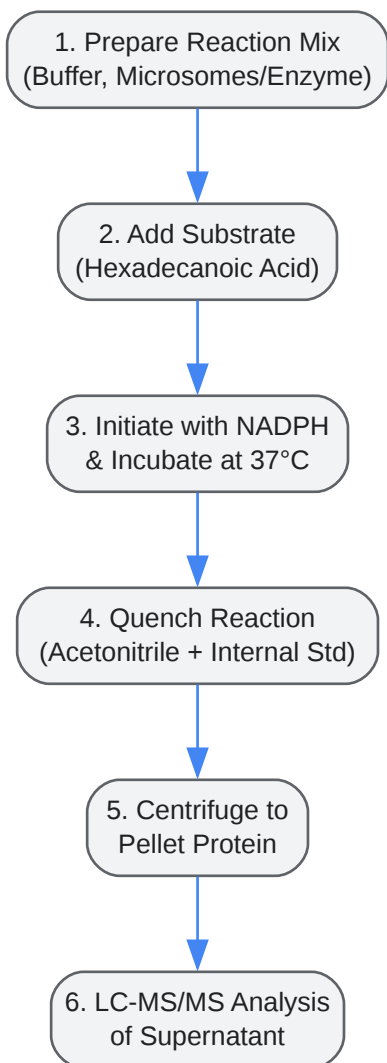 1. Prepare Reaction Mix
(Buffer, Microsomes/Enzyme)
2. Add Substrate
(Hexadecanoic Acid)
3. Initiate with NADPH
& Incubate at 37°C
4. Quench Reaction
(Acetonitrile + Internal Std)
5. Centrifuge to
Pellet Protein
6. LC-MS/MS Analysis
of Supernatant